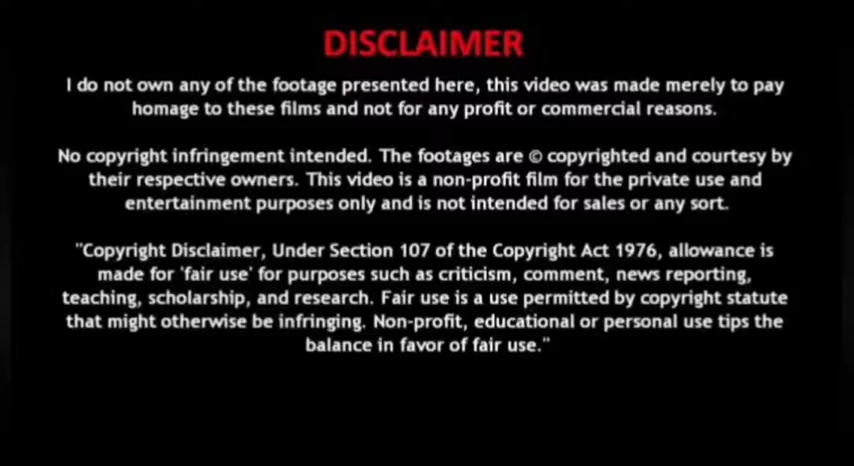 DISCLAIMER
I do not own any of the footage presented here, this video was made merely to pay
homage to these films and not for any profit or commercial reasons.
No copyright infringement intended. The footages are © copyrighted and courtesy by
their respective owners. This video is a non-profit film for the private use and
entertainment purposes only and is not intended for sales or any sort.
"Copyright Disclaimer, Under Section 107 of the Copyright Act 1976, allowance is
made for 'fair use' for purposes such as criticism, comment, news reporting,
teaching, scholarship, and research. Fair use is a use permitted by copyright statute
that might otherwise be infringing. Non-profit, educational or personal use tips the
balance in favor of fair use."